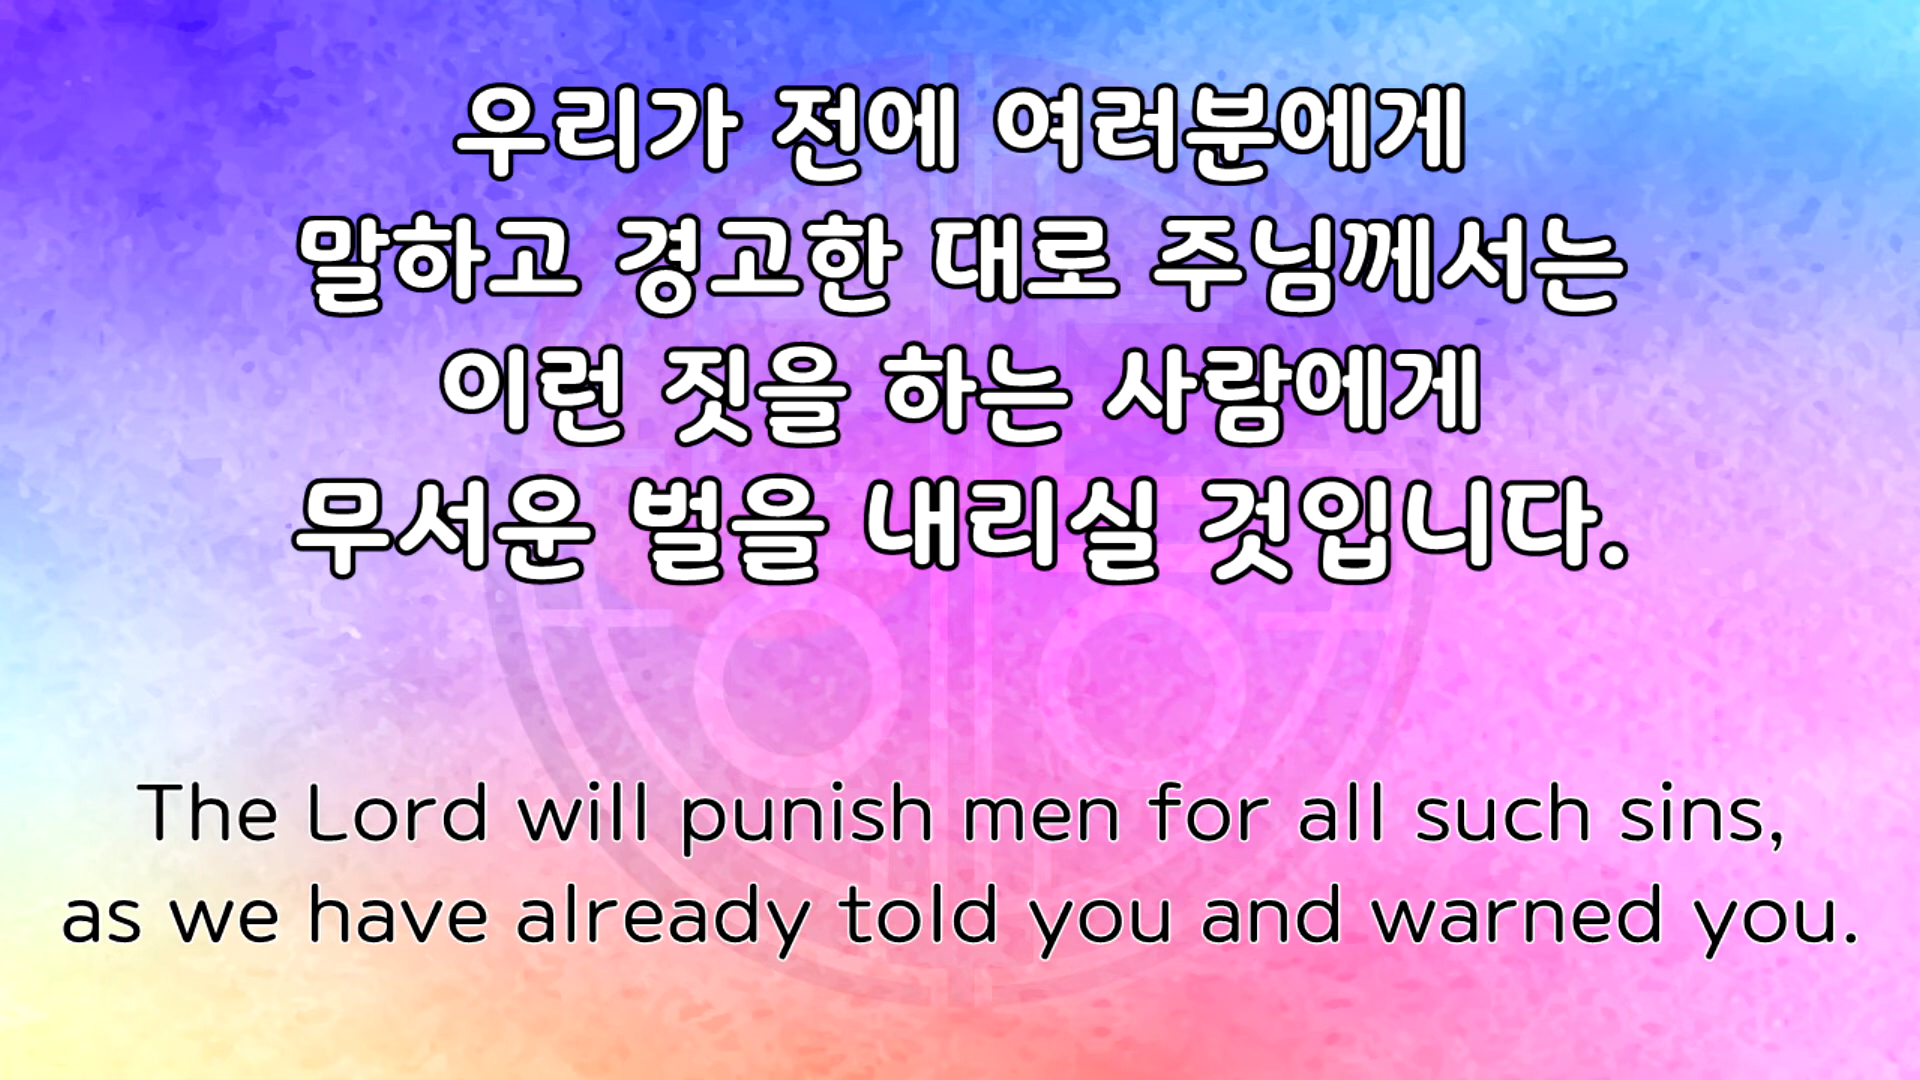 우리가 전에 여러분에게
말하고 경고한 대로 주님께서는
이런 짓을 하는 사람에게
무서운 벌을 내리실 것입니다.
The Lord will punish men for all such sins,
as we have already told you and warned you.